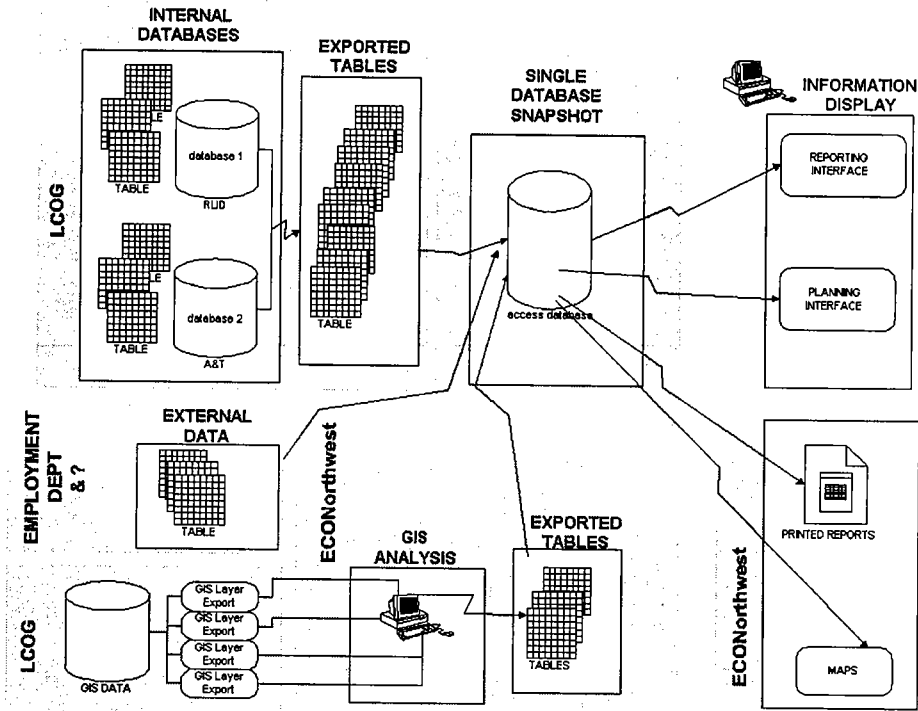 INTERNAL
DATABASES
EXPORTED
TABLES
SINGLE
DATABASE
SNAPSHOT
INFORMATION
DISPLAY
LCOG
LE
TABLE
database 1
RLID
LE
TABLE
database 2
A&T
TABLE
access database
REPORTING
INTERFACE
PLANNING
INTERFACE
EMPLOYMENT
DEPT
& ?
EXTERNAL
DATA
TABLE
ECONorthwest
GIS
ANALYSIS
EXPORTED
TABLES
TABLES
ECONorthwest
PRINTED REPORTS
MAPS
LCOG
GIS DATA
GIS Layer
Export
GIS Layer
Export
GIS Layer
Export
GIS Layer
Export